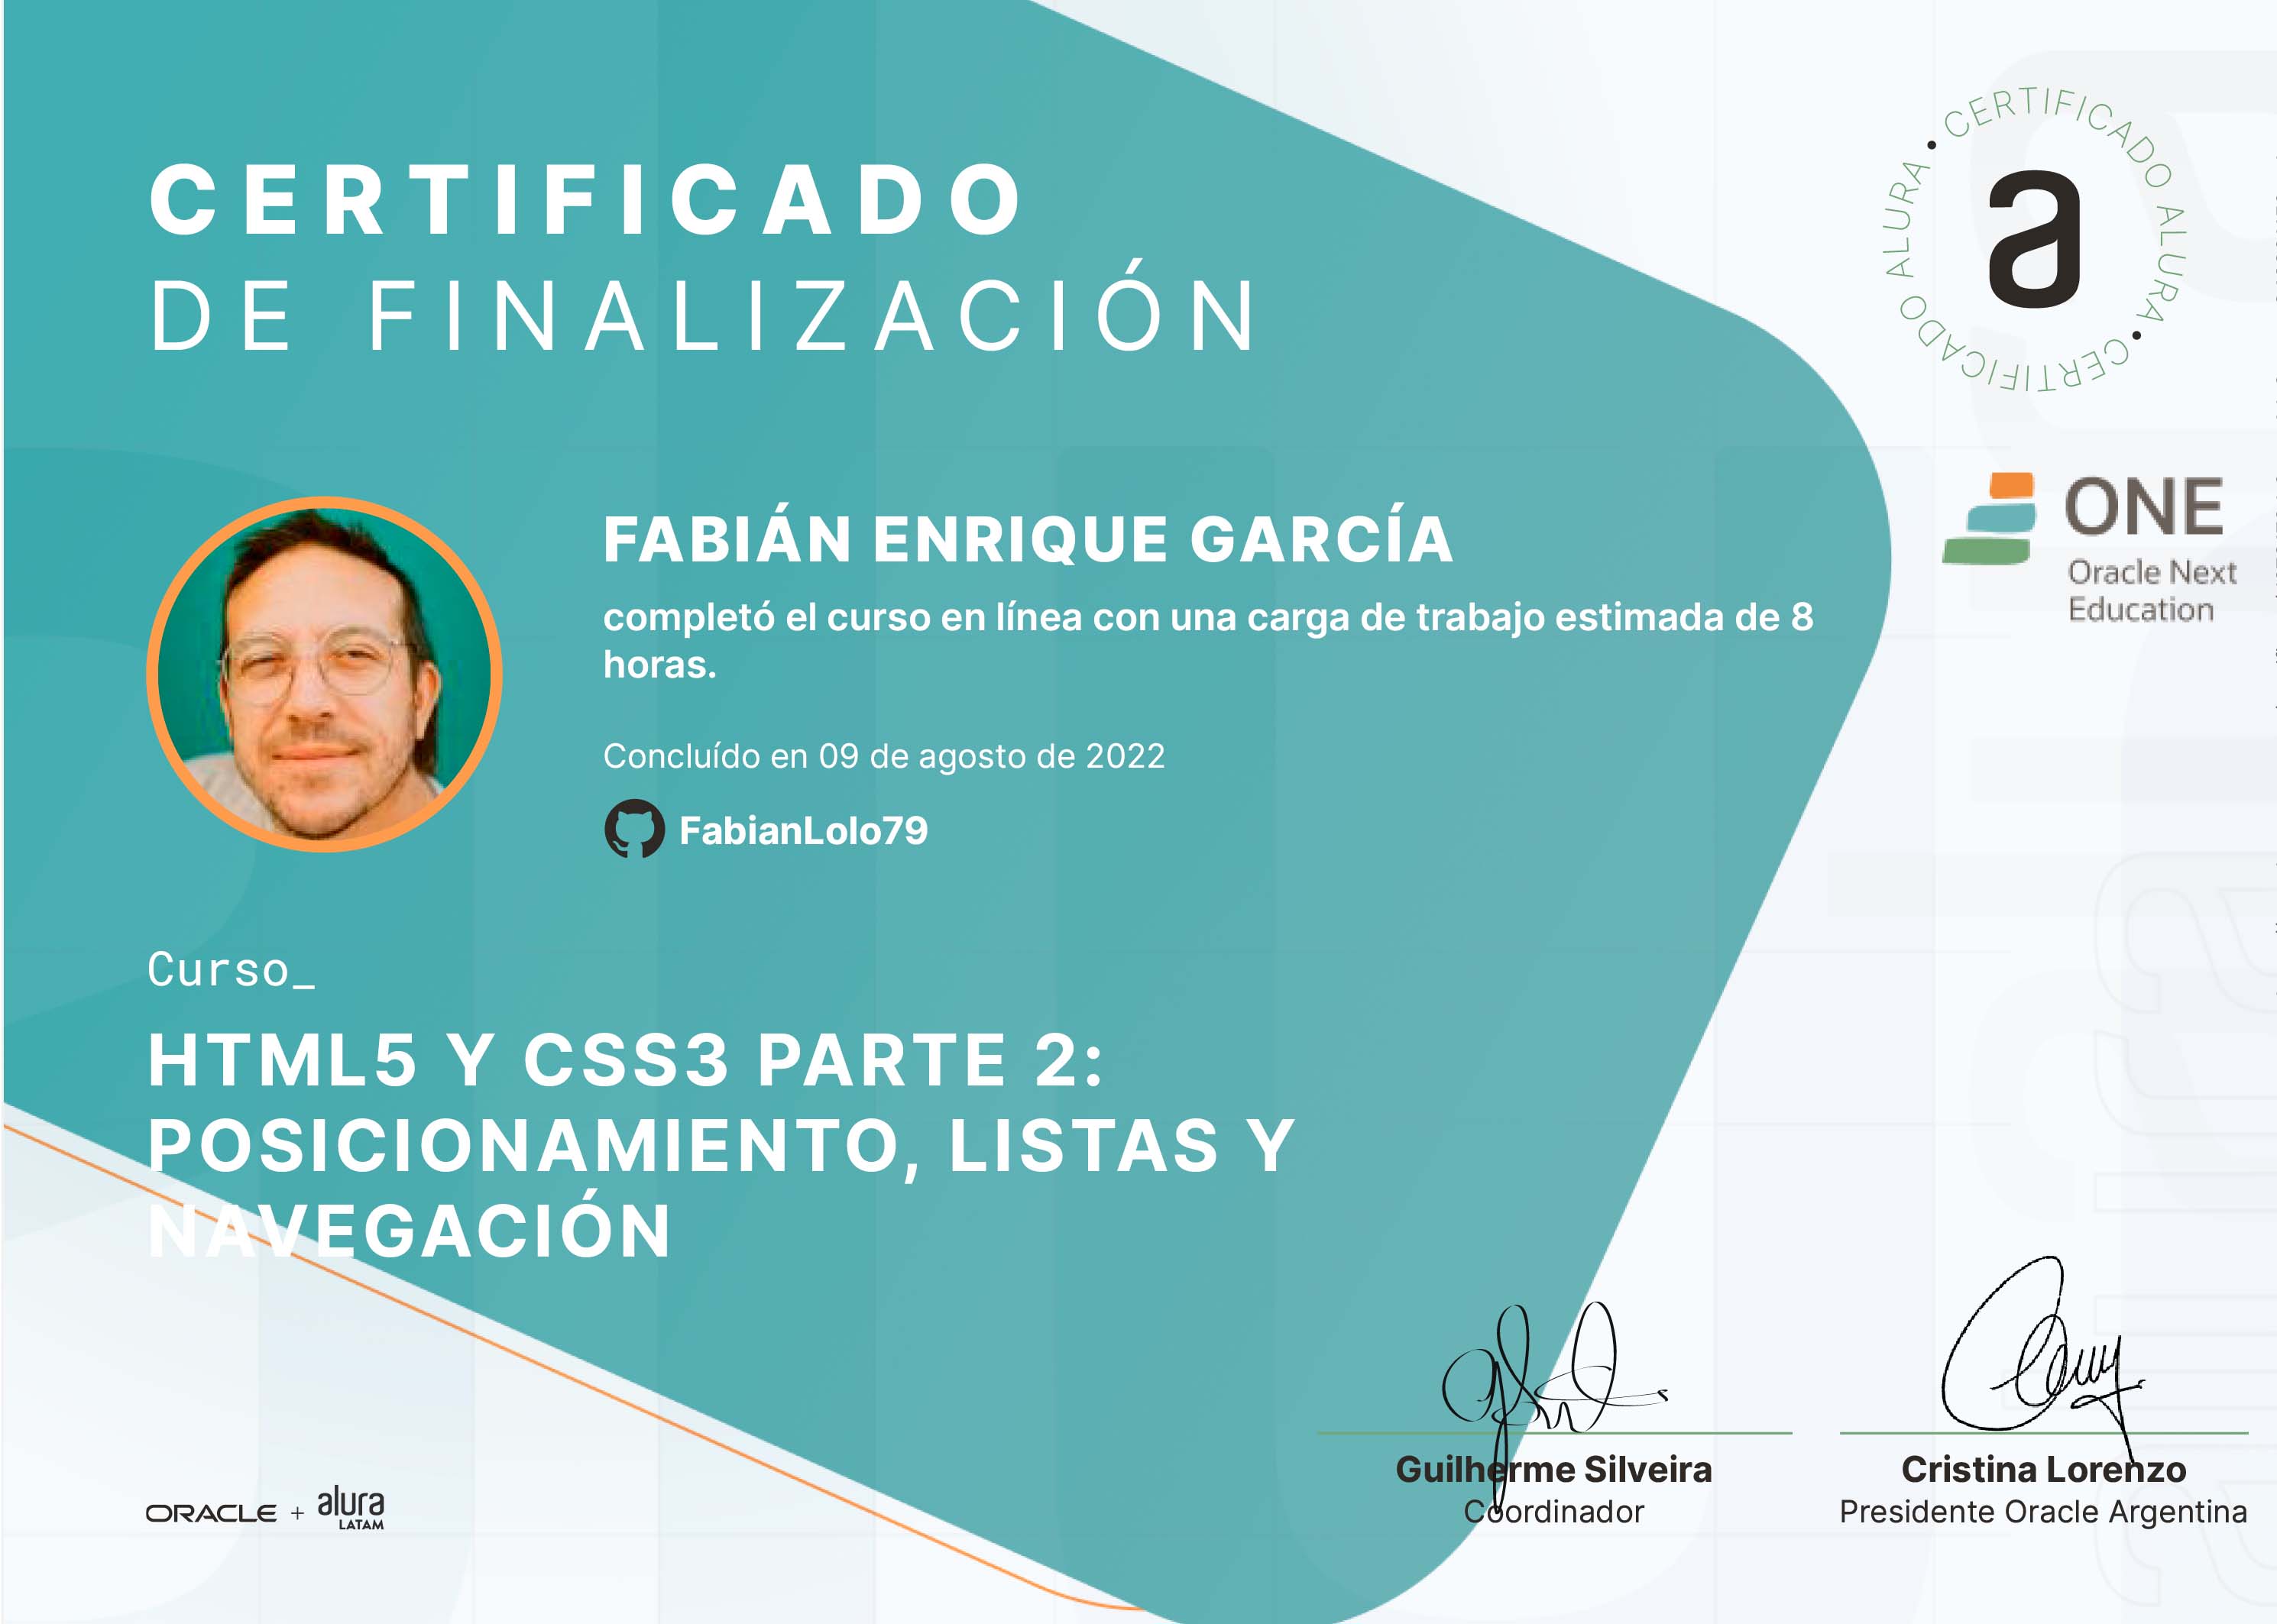 CERTIFICADO
DE FINALIZACIÓN
CERTIFICADO ALURA • CERTIFICADO ALURA •
a
ONE
Oracle Next
Education
FABIÁN ENRIQUE GARCÍA
completó el curso en línea con una carga de trabajo estimada de 8
horas.
Concluído en 09 de agosto de 2022
FabianLolo79
Curso_
HTML5 Y CSS3 PARTE 2:
POSICIONAMIENTO, LISTAS Y
NAVEGACIÓN
Guilherme Silveira
Coordinador
Cristina Lorenzo
Presidente Oracle Argentina
ORACLE + alura
LATAM